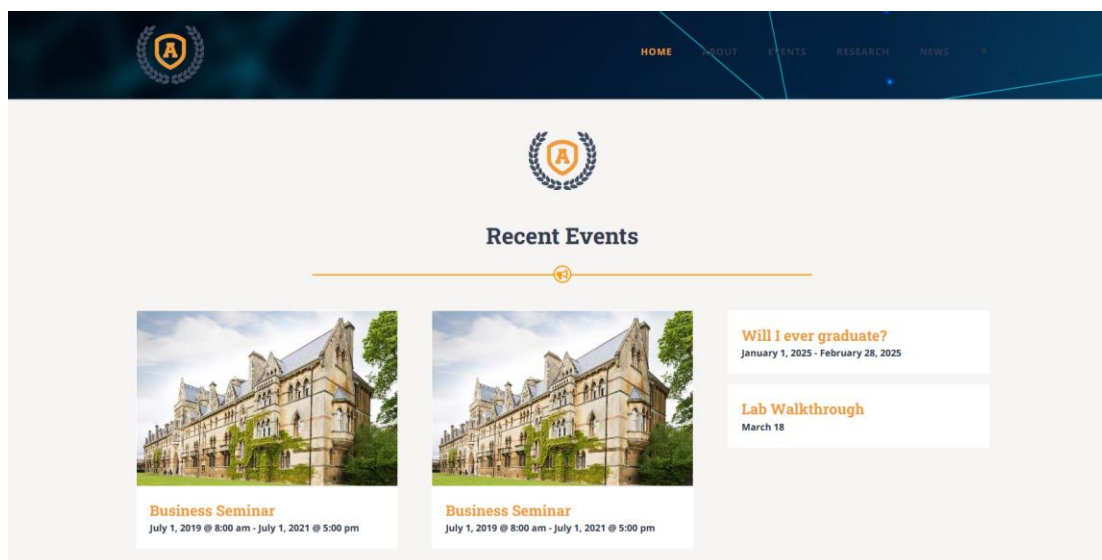 A
HOME ABOUT EVENTS RESEARCH NEWS
A
Recent Events
Business Seminar
July 1, 2019 @ 8:00 am - July 1, 2021 @ 5:00 pm
Business Seminar
July 1, 2019 @ 8:00 am - July 1, 2021 @ 5:00 pm
Will I ever graduate?
January 1, 2025 - February 28, 2025
Lab Walkthrough
March 18